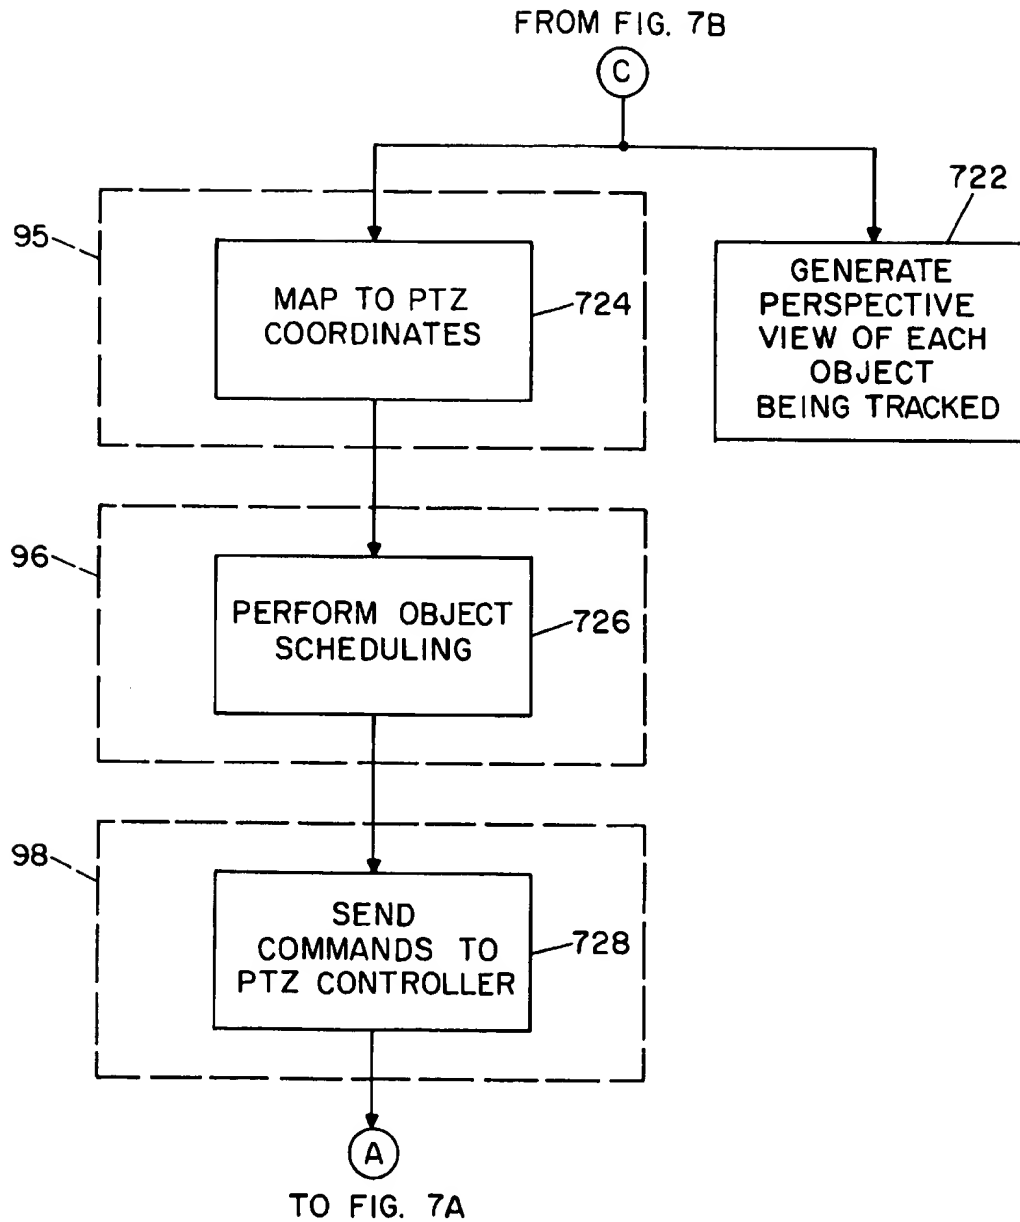 FROM FIG. 7B
C
722
95
MAP TO PTZ
COORDINATES
724
GENERATE
PERSPECTIVE
VIEW OF EACH
OBJECT
BEING TRACKED
96
PERFORM OBJECT
SCHEDULING
726
98
SEND
COMMANDS TO
PTZ CONTROLLER
728
A
TO FIG. 7A